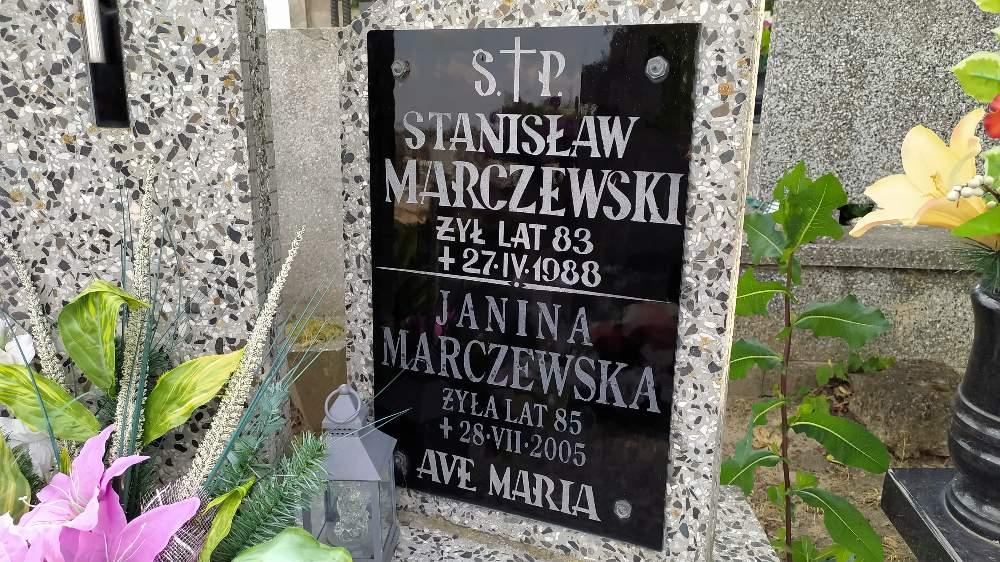 Ś. † P.
STANISŁAW
MARCZEWSKI
ŻYŁ LAT 83
+ 27·IV·1988
JANINA
MARCZEWSKA
ŻYŁA LAT 85
+ 28·VII·2005
AVE MARIA